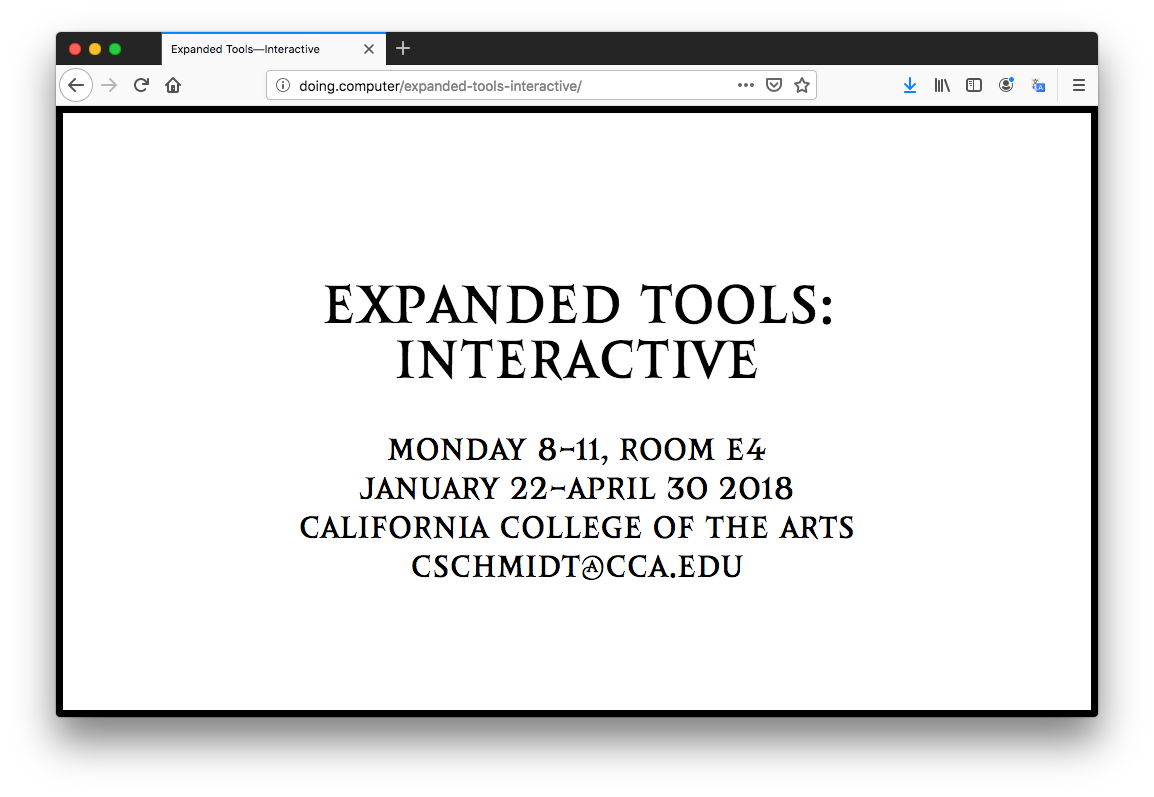 Expanded Tools—Interactive
doing.computer/expanded-tools-interactive/
EXPANDED TOOLS:
INTERACTIVE
MONDAY 8–11, ROOM E4
JANUARY 22–APRIL 30 2018
CALIFORNIA COLLEGE OF THE ARTS
CSCHMIDT@CCA.EDU